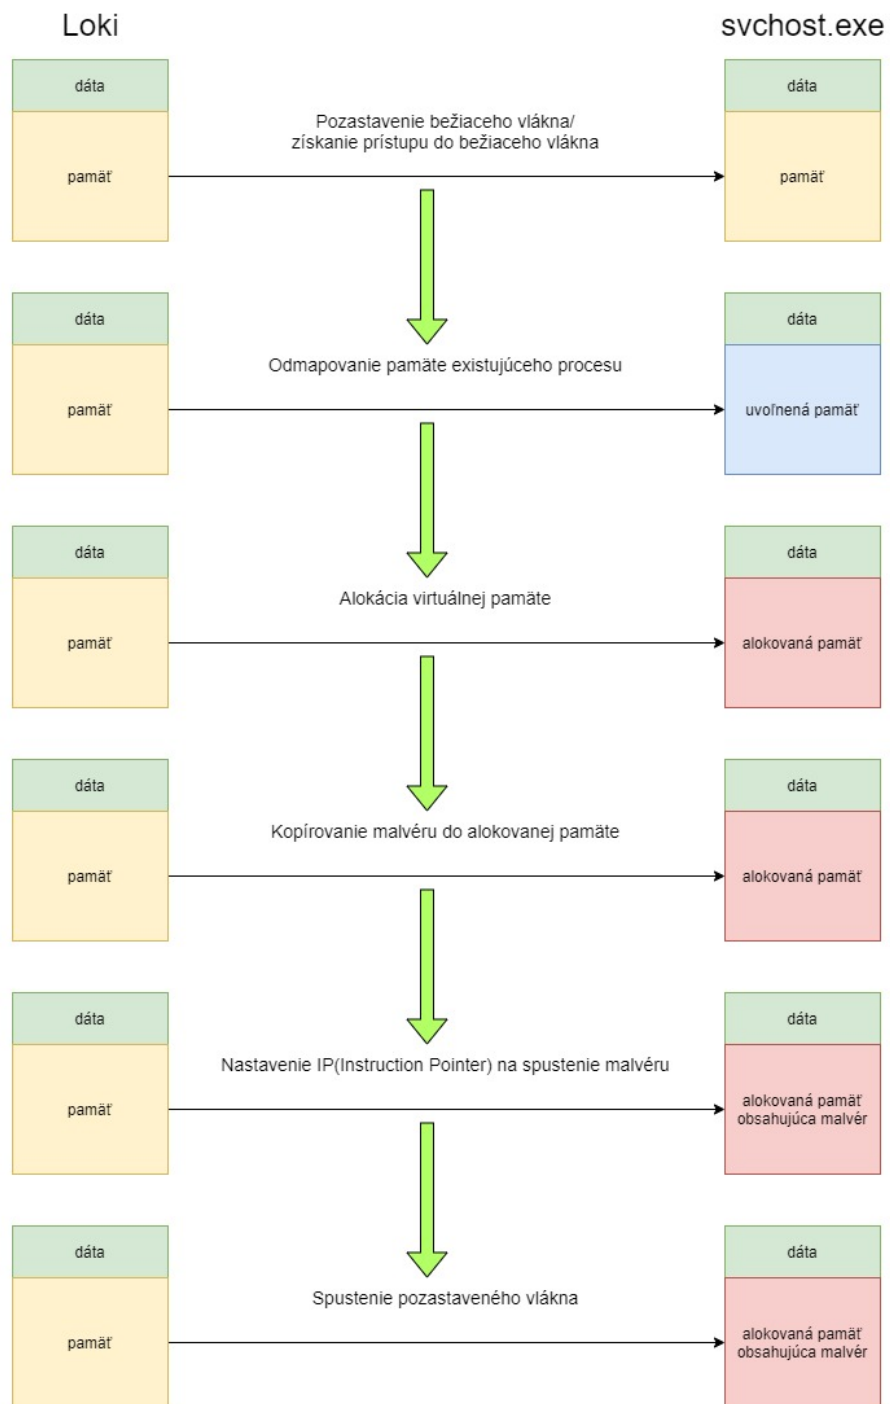 Loki
svchost.exe
dáta
dáta
Pozastavenie bežiaceho vlákna/
získanie prístupu do bežiaceho vlákna
pamäť
pamäť
dáta
dáta
Odmapovanie pamäte existujúceho procesu
pamäť
uvoľnená pamäť
dáta
dáta
Alokácia virtuálnej pamäte
pamäť
alokovaná pamäť
dáta
dáta
Kopírovanie malvéru do alokovanej pamäte
pamäť
alokovaná pamäť
dáta
dáta
Nastavenie IP(Instruction Pointer) na spustenie malvéru
pamäť
alokovaná pamäť
obsahujúca malvér
dáta
dáta
Spustenie pozastaveného vlákna
pamäť
alokovaná pamäť
obsahujúca malvér